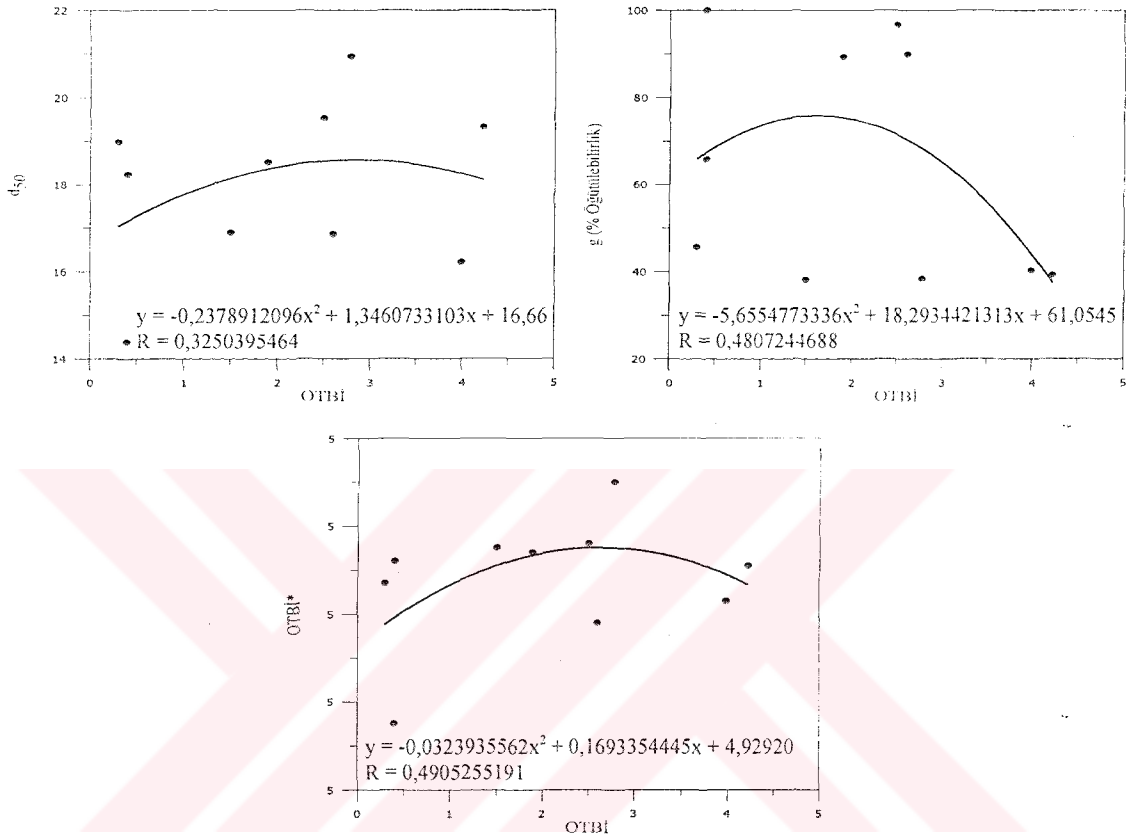 22
20
18
16
14
d50
0 1 2 3 4 5
OTBİ
y = -0,2378912096x² + 1,3460733103x + 16,66
R = 0,3250395464
100
80
60
40
20
g (% Öğütülebilirlik)
0 1 2 3 4 5
OTBİ
y = -5,6554773336x² + 18,2934421313x + 61,0545
R = 0,4807244688
5
5
5
5
5
OTBİ*
0 1 2 3 4 5
OTBİ
y = -0,0323935562x² + 0,1693354445x + 4,92920
R = 0,4905255191